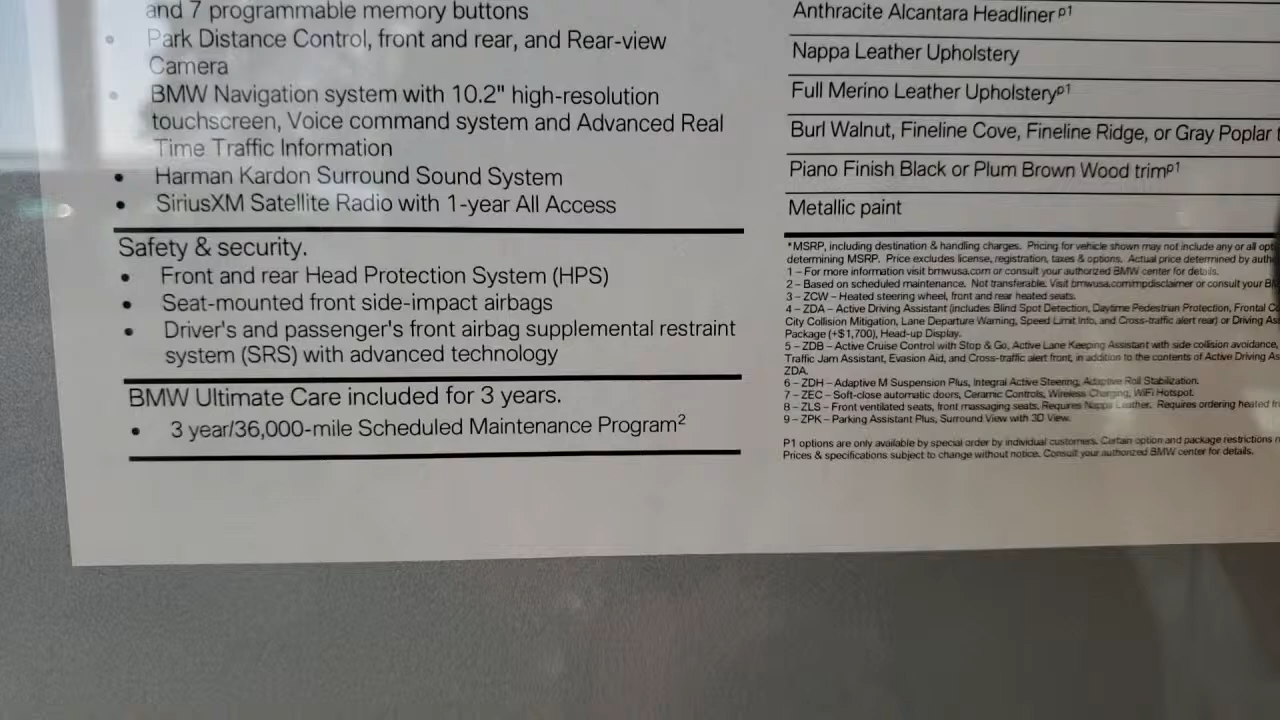 and 7 programmable memory buttons
Park Distance Control, front and rear, and Rear-view
Camera
BMW Navigation system with 10.2" high-resolution
touchscreen, Voice command system and Advanced Real
Time Traffic Information
Harman Kardon Surround Sound System
SiriusXM Satellite Radio with 1-year All Access
Safety & security.
Front and rear Head Protection System (HPS)
Seat-mounted front side-impact airbags
Driver's and passenger's front airbag supplemental restraint
system (SRS) with advanced technology
BMW Ultimate Care included for 3 years.
3 year/36,000-mile Scheduled Maintenance Program²
Anthracite Alcantara Headliner p1
Nappa Leather Upholstery
Full Merino Leather Upholstery p1
Burl Walnut, Fineline Cove, Fineline Ridge, or Gray Poplar
Piano Finish Black or Plum Brown Wood trim p1
Metallic paint
*MSRP, including destination & handling charges. Pricing for vehicle shown may not include any or all
determining MSRP. Price excludes license, registration, taxes & options. Actual price determined by
1 – For more information visit bmwusa.com or consult your authorized BMW center for details.
2 – Based on scheduled maintenance. Not transferable. Visit bmwusa.com/mpdisclaimer or consult your
3 – ZCW – Heated steering wheel, front and rear heated seats.
4 – ZDA – Active Driving Assistant (includes Blind Spot Detection, Daytime Pedestrian Protection, Frontal
City Collision Mitigation, Lane Departure Warning, Speed Limit Info, and Cross-traffic alert rear) or Driving
Package (+$1,700), Head-up Display.
5 – ZDB – Active Cruise Control with Stop & Go, Active Lane Keeping Assistant with side collision avoidance,
Traffic Jam Assistant, Evasion Aid, and Cross-traffic alert front, in addition to the contents of Active Driving
ZDA.
6 – ZDH – Adaptive M Suspension Plus, Integral Active Steering, Adaptive Roll Stabilization.
7 – ZEC – Soft-close automatic doors, Ceramic Controls, Wireless Charging, WiFi Hotspot.
8 – ZLS – Front ventilated seats, front massaging seats. Requires Nappa Leather. Requires ordering heated
9 – ZPK – Parking Assistant Plus, Surround View with 3D View.
P1 options are only available by special order by individual customers. Certain option and package restrictions
Prices & specifications subject to change without notice. Consult your authorized BMW center for details.